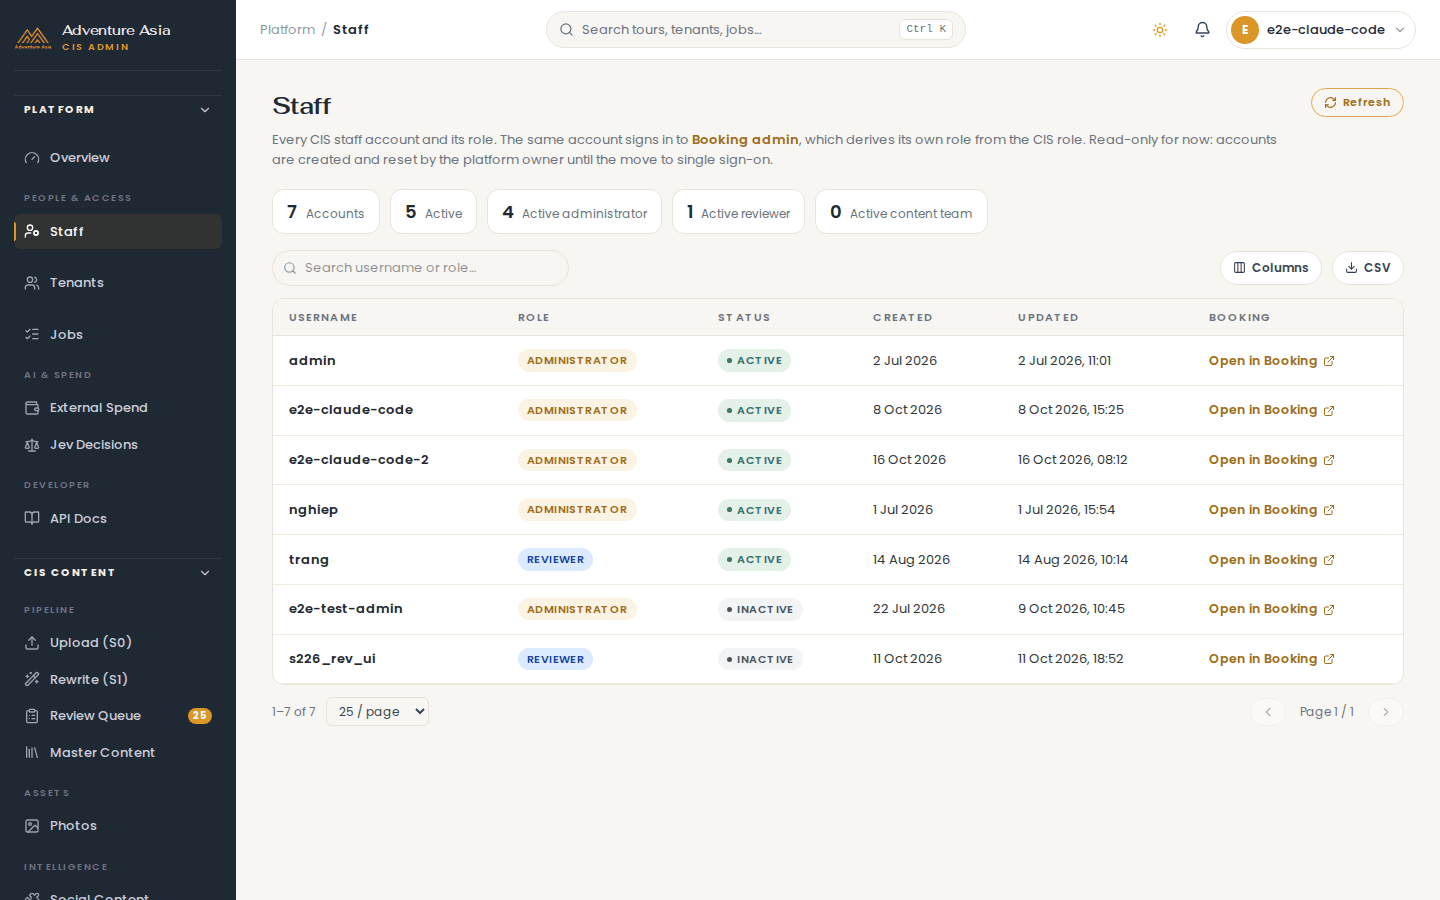 Adventure Asia
CIS ADMIN
Adventure Asia
PLATFORM
Overview
PEOPLE & ACCESS
Staff
Tenants
Jobs
AI & SPEND
External Spend
Jev Decisions
DEVELOPER
API Docs
CIS CONTENT
PIPELINE
Upload (S0)
Rewrite (S1)
Review Queue 25
Master Content
ASSETS
Photos
INTELLIGENCE
Social Content
Platform / Staff
Search tours, tenants, jobs... Ctrl K
E e2e-claude-code
Staff
Refresh
Every CIS staff account and its role. The same account signs in to Booking admin, which derives its own role from the CIS role. Read-only for now: accounts
are created and reset by the platform owner until the move to single sign-on.
7 Accounts 5 Active 4 Active administrator 1 Active reviewer 0 Active content team
Search username or role... Columns CSV
USERNAME ROLE STATUS CREATED UPDATED BOOKING
admin ADMINISTRATOR ACTIVE 2 Jul 2026 2 Jul 2026, 11:01 Open in Booking
e2e-claude-code ADMINISTRATOR ACTIVE 8 Oct 2026 8 Oct 2026, 15:25 Open in Booking
e2e-claude-code-2 ADMINISTRATOR ACTIVE 16 Oct 2026 16 Oct 2026, 08:12 Open in Booking
nghiep ADMINISTRATOR ACTIVE 1 Jul 2026 1 Jul 2026, 15:54 Open in Booking
trang REVIEWER ACTIVE 14 Aug 2026 14 Aug 2026, 10:14 Open in Booking
e2e-test-admin ADMINISTRATOR INACTIVE 22 Jul 2026 9 Oct 2026, 10:45 Open in Booking
s226_rev_ui REVIEWER INACTIVE 11 Oct 2026 11 Oct 2026, 18:52 Open in Booking
1–7 of 7 25 / page Page 1 / 1